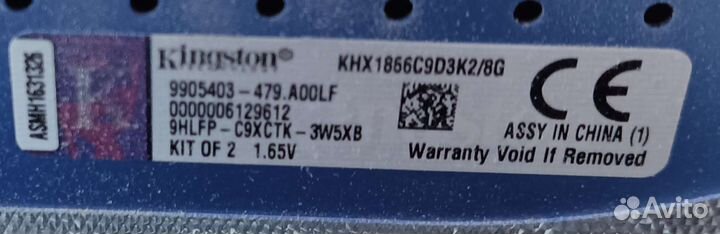 Kingston® KHX1866C9D3K2/8G
9905403-479.A00LF
0000006129612
9HLFP-C9XCTK-3W5XB
KIT OF 2 1.65V
CE
ASSY IN CHINA (1)
Warranty Void If Removed
ASMH1631326
Avito